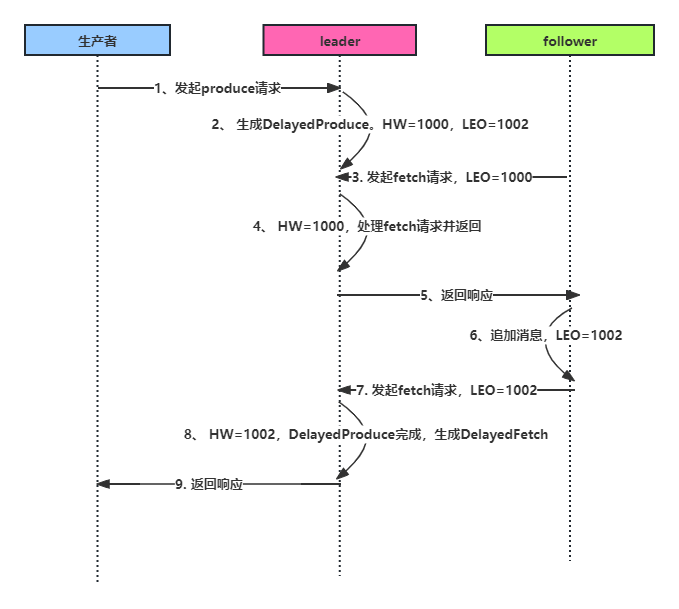 生产者
leader
follower
1、发起produce请求
2、 生成DelayedProduce。HW=1000，LEO=1002
3. 发起fetch请求，LEO=1000
4、 HW=1000，处理fetch请求并返回
5、返回响应
6、追加消息，LEO=1002
7. 发起fetch请求，LEO=1002
8、 HW=1002，DelayedProduce完成，生成DelayedFetch
9. 返回响应